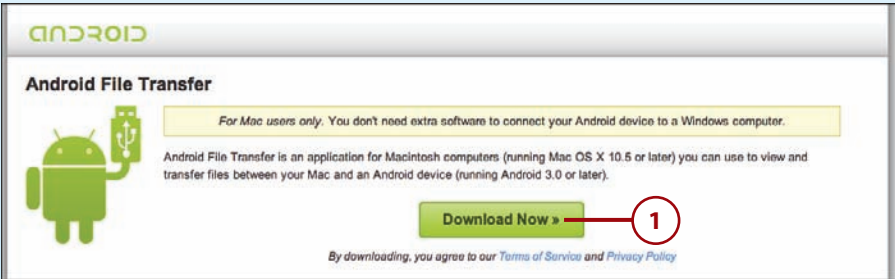 android
Android File Transfer
For Mac users only. You don't need extra software to connect your Android device to a Windows computer.
Android File Transfer is an application for Macintosh computers (running Mac OS X 10.5 or later) you can use to view and
transfer files between your Mac and an Android device (running Android 3.0 or later).
Download Now »
1
By downloading, you agree to our Terms of Service and Privacy Policy